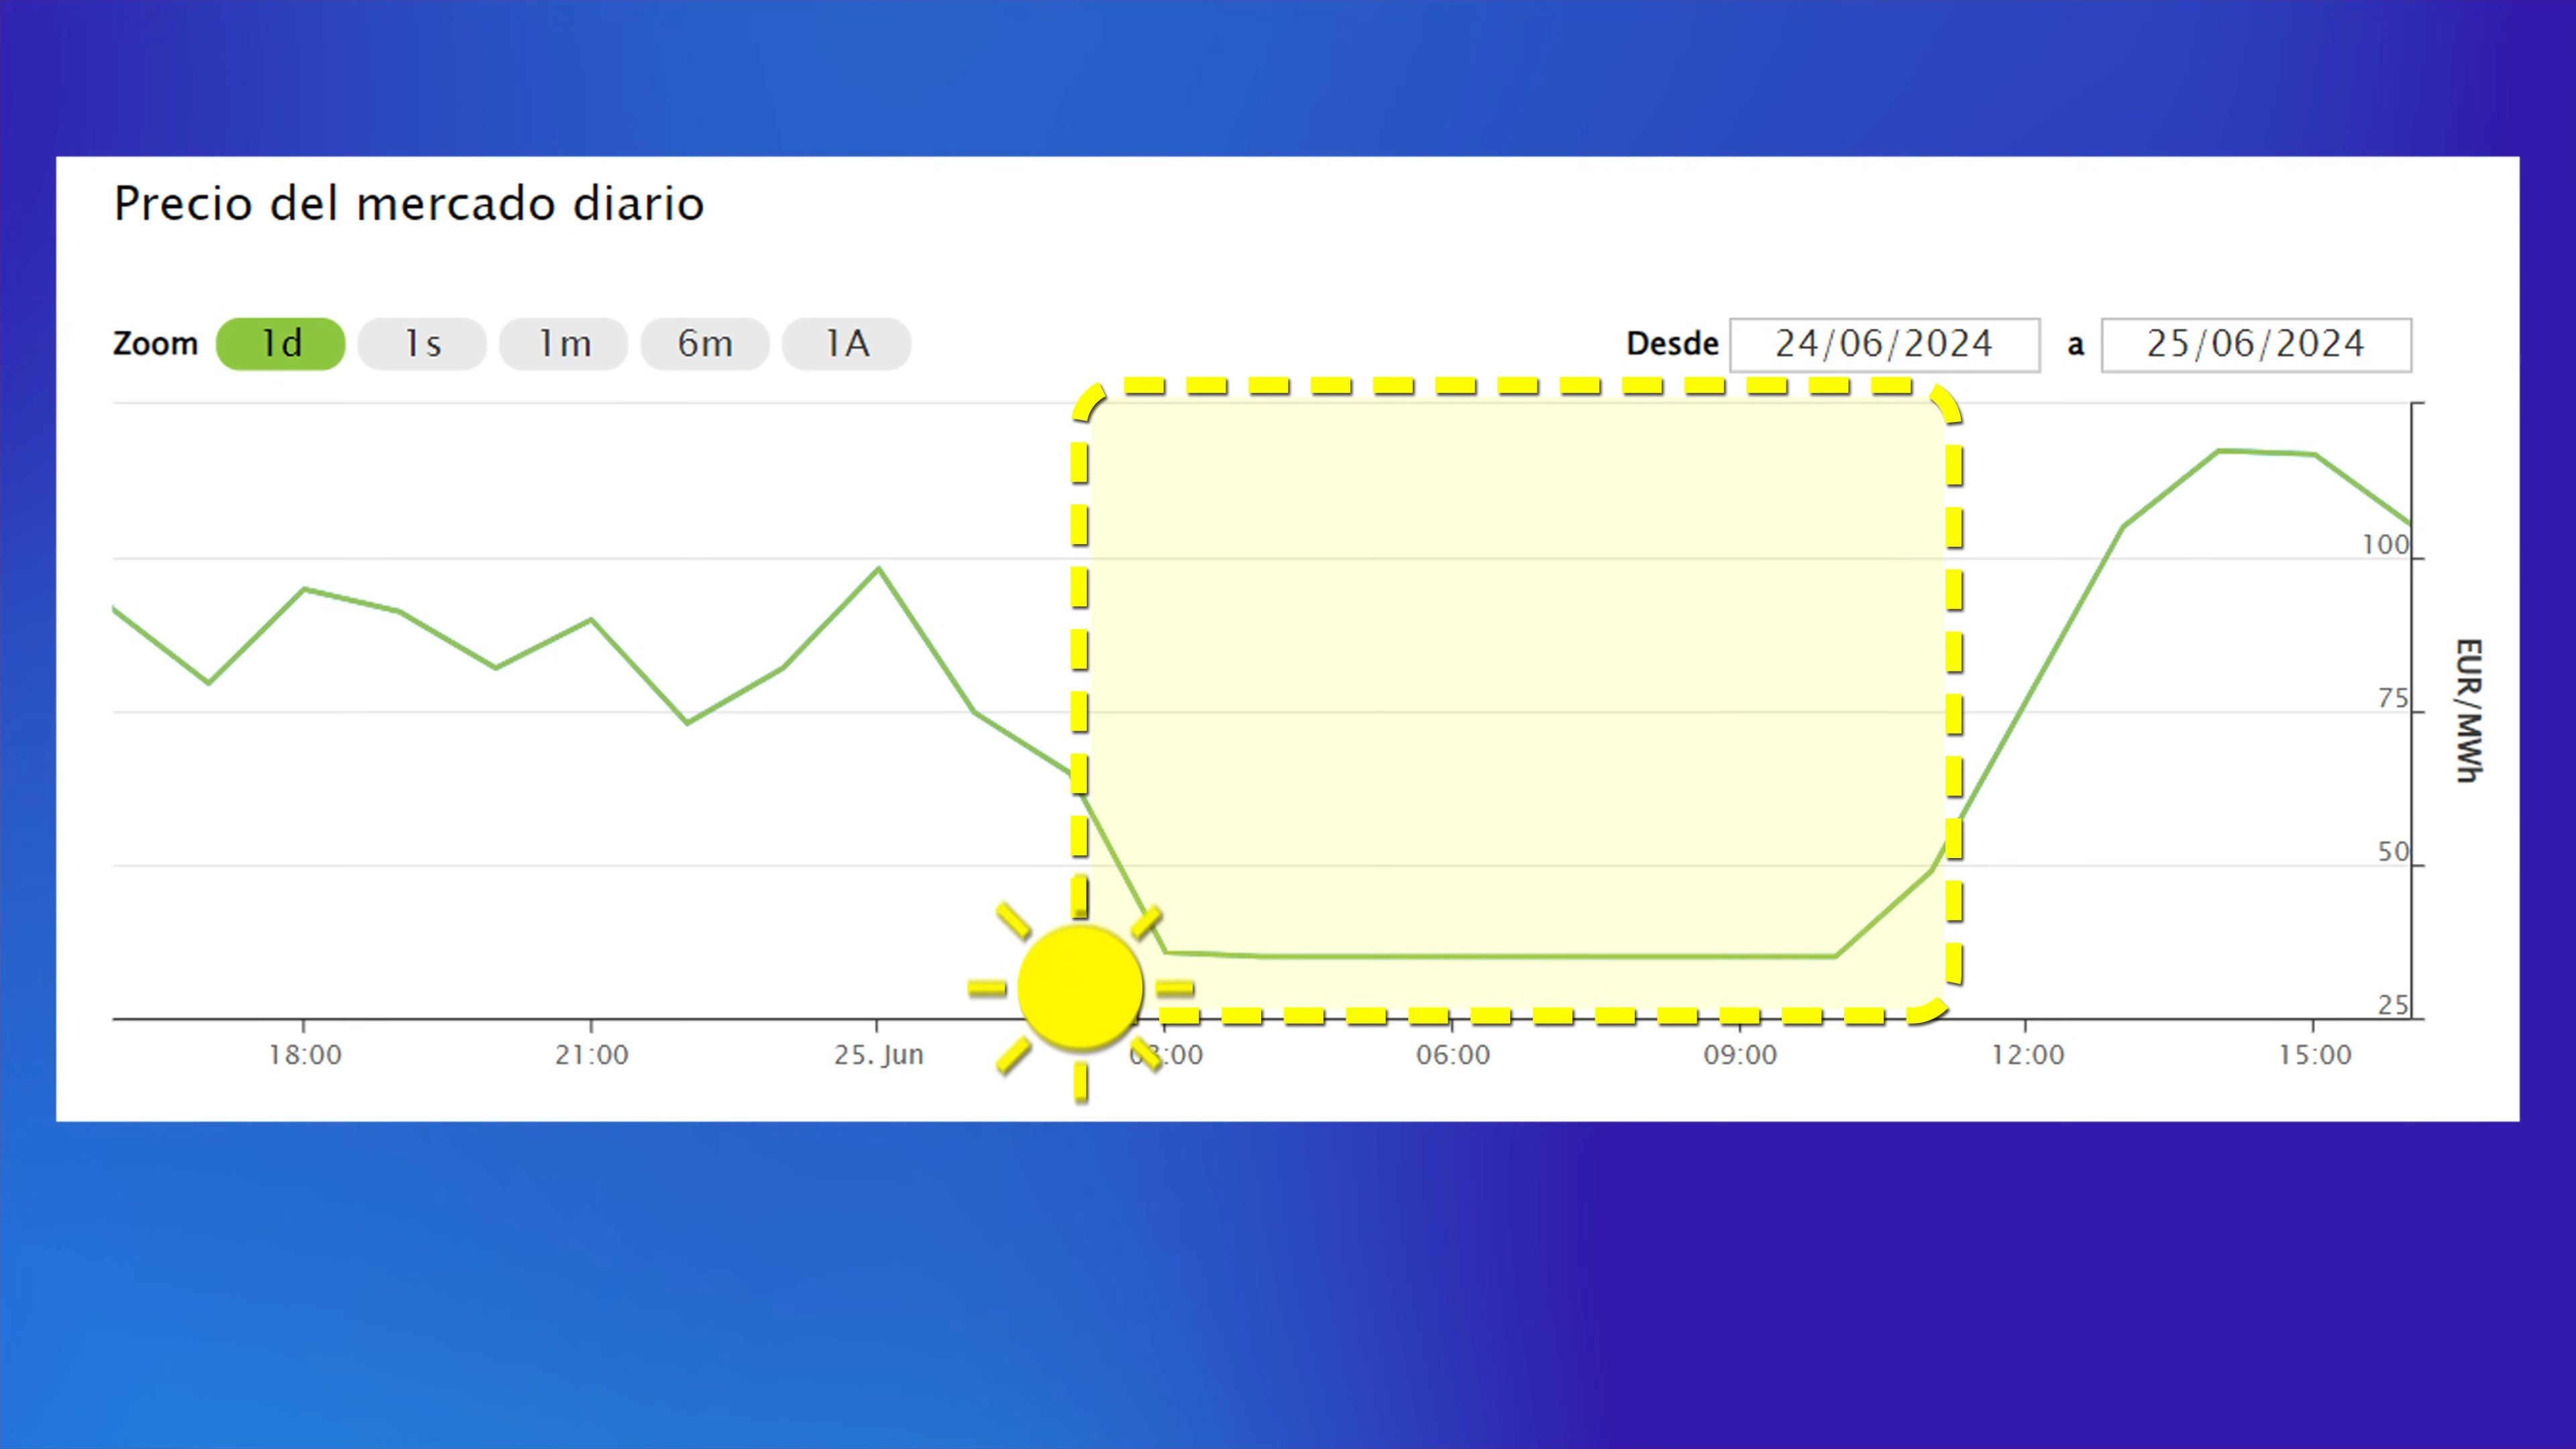 Precio del mercado diario
Zoom 1d 1s 1m 6m 1A Desde 24/06/2024 a 25/06/2024
100
75
50
25
EUR/MWh
18:00 21:00 25. Jun 03:00 06:00 09:00 12:00 15:00